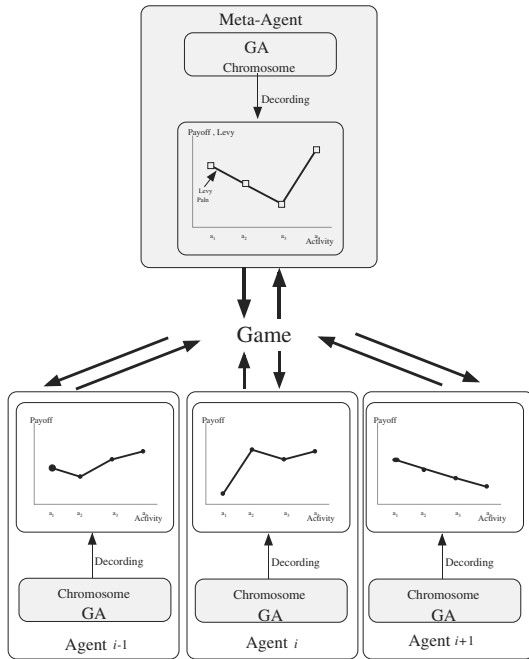 Meta-Agent
GA
Chromosome
Decording
Payoff , Levy
Levy
Paln
a1 a2 a3 a4
Activity
Game
Payoff
a1 a2 a3 a4
Activity
Decording
Chromosome
GA
Agent i-1
Payoff
a1 a2 a3 a4
Activity
Decording
Chromosome
GA
Agent i
Payoff
a1 a2 a3 a4
Activity
Decording
Chromosome
GA
Agent i+1